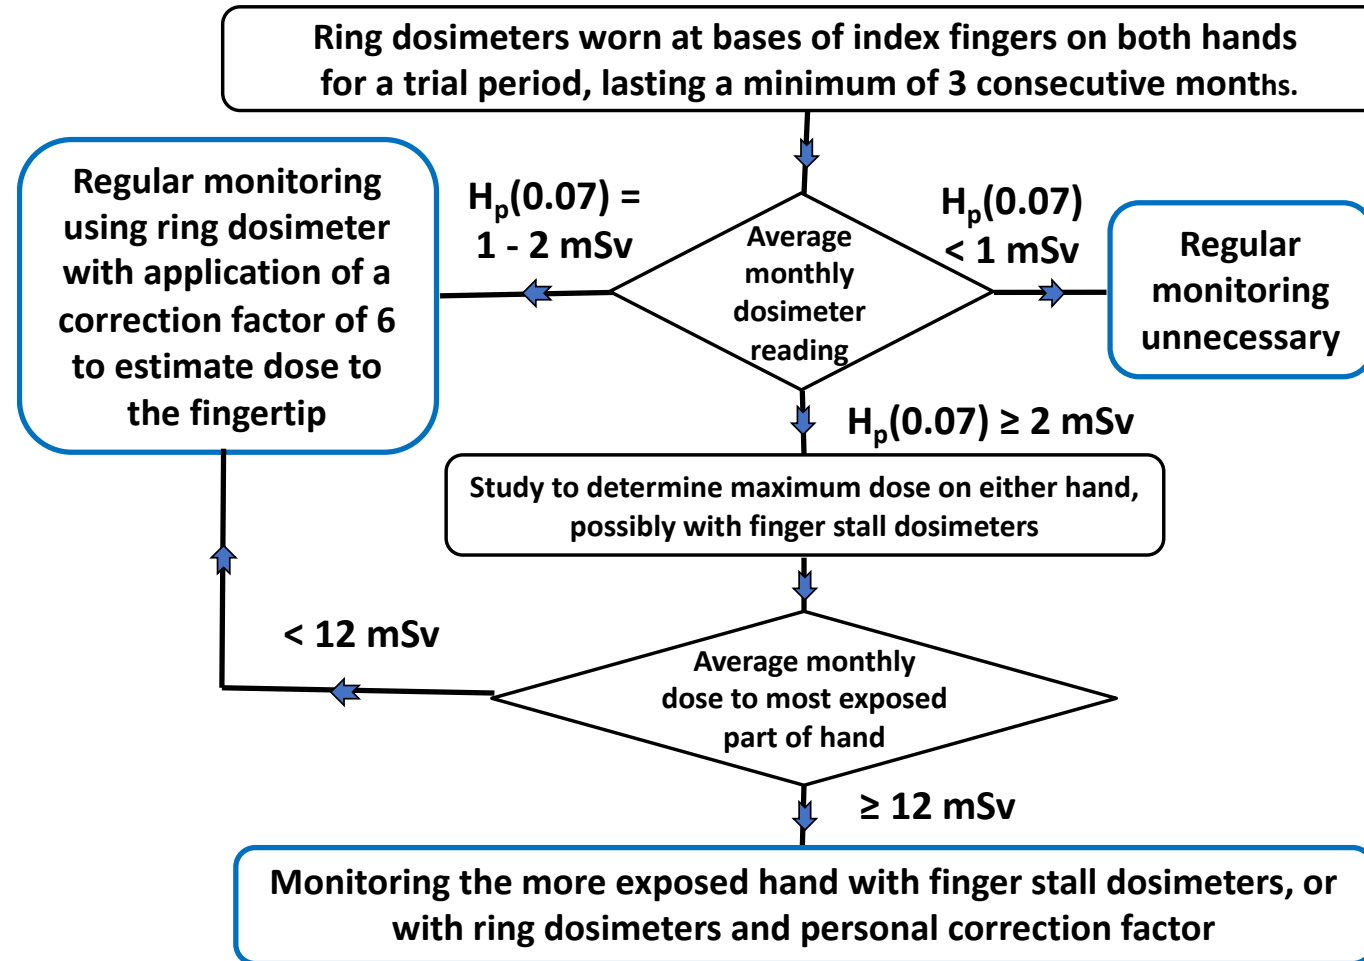 Ring dosimeters worn at bases of index fingers on both hands
for a trial period, lasting a minimum of 3 consecutive months.
Regular monitoring
using ring dosimeter
with application of a
correction factor of 6
to estimate dose to
the fingertip
Hp(0.07) =
1 - 2 mSv
Average
monthly
dosimeter
reading
Hp(0.07)
< 1 mSv
Regular
monitoring
unnecessary
Hp(0.07) ≥ 2 mSv
Study to determine maximum dose on either hand,
possibly with finger stall dosimeters
< 12 mSv
Average monthly
dose to most exposed
part of hand
≥ 12 mSv
Monitoring the more exposed hand with finger stall dosimeters, or
with ring dosimeters and personal correction factor